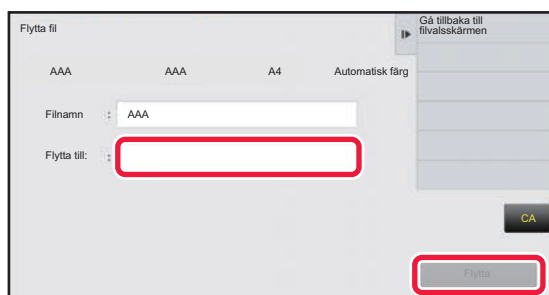 Flytta fil
Gå tillbaka till
filvalsskärmen
AAA AAA A4 Automatisk färg
Filnamn : AAA
Flytta till: :
CA
Flytta